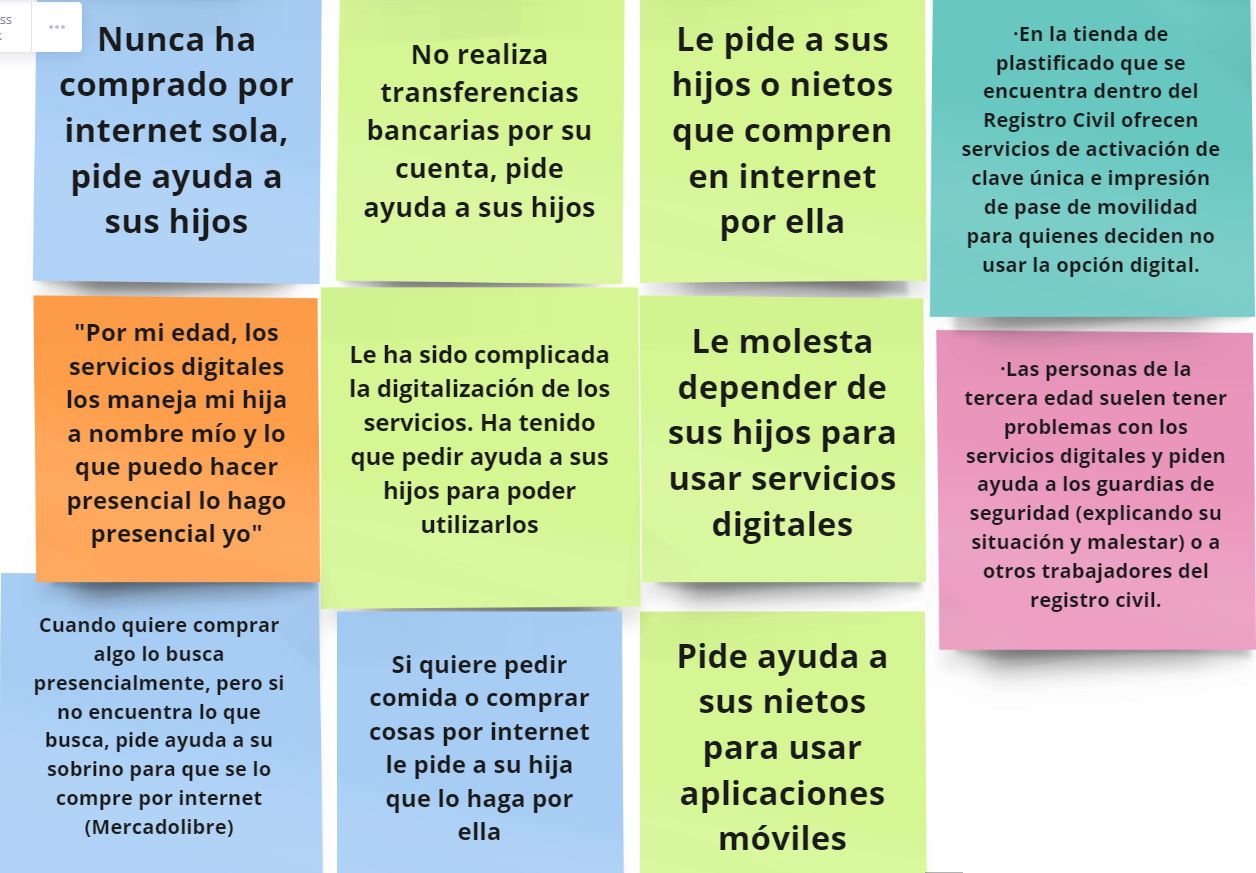 ss
Nunca ha
comprado por
internet sola,
pide ayuda a
sus hijos
No realiza
transferencias
bancarias por su
cuenta, pide
ayuda a sus hijos
Le pide a sus
hijos o nietos
que compren
en internet
por ella
·En la tienda de
plastificado que se
encuentra dentro del
Registro Civil ofrecen
servicios de activación de
clave única e impresión
de pase de movilidad
para quienes deciden no
usar la opción digital.
"Por mi edad, los
servicios digitales
los maneja mi hija
a nombre mío y lo
que puedo hacer
presencial lo hago
presencial yo"
Le ha sido complicada
la digitalización de los
servicios. Ha tenido
que pedir ayuda a sus
hijos para poder
utilizarlos
Le molesta
depender de
sus hijos para
usar servicios
digitales
·Las personas de la
tercera edad suelen tener
problemas con los
servicios digitales y piden
ayuda a los guardias de
seguridad (explicando su
situación y malestar) o a
otros trabajadores del
registro civil.
Cuando quiere comprar
algo lo busca
presencialmente, pero si
no encuentra lo que
busca, pide ayuda a su
sobrino para que se lo
compre por internet
(Mercadolibre)
Si quiere pedir
comida o comprar
cosas por internet
le pide a su hija
que lo haga por
ella
Pide ayuda a
sus nietos
para usar
aplicaciones
móviles